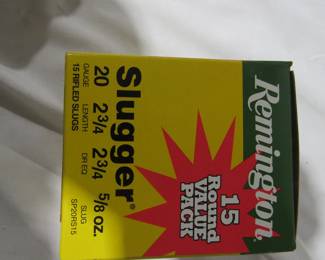 Remington®
15
Round
VALUE
PACK
Slugger®
20 2 3/4 2 3/4 5/8 oz.
GAUGE LENGTH DR EQ SLUG
15 RIFLED SLUGS SP20RS15